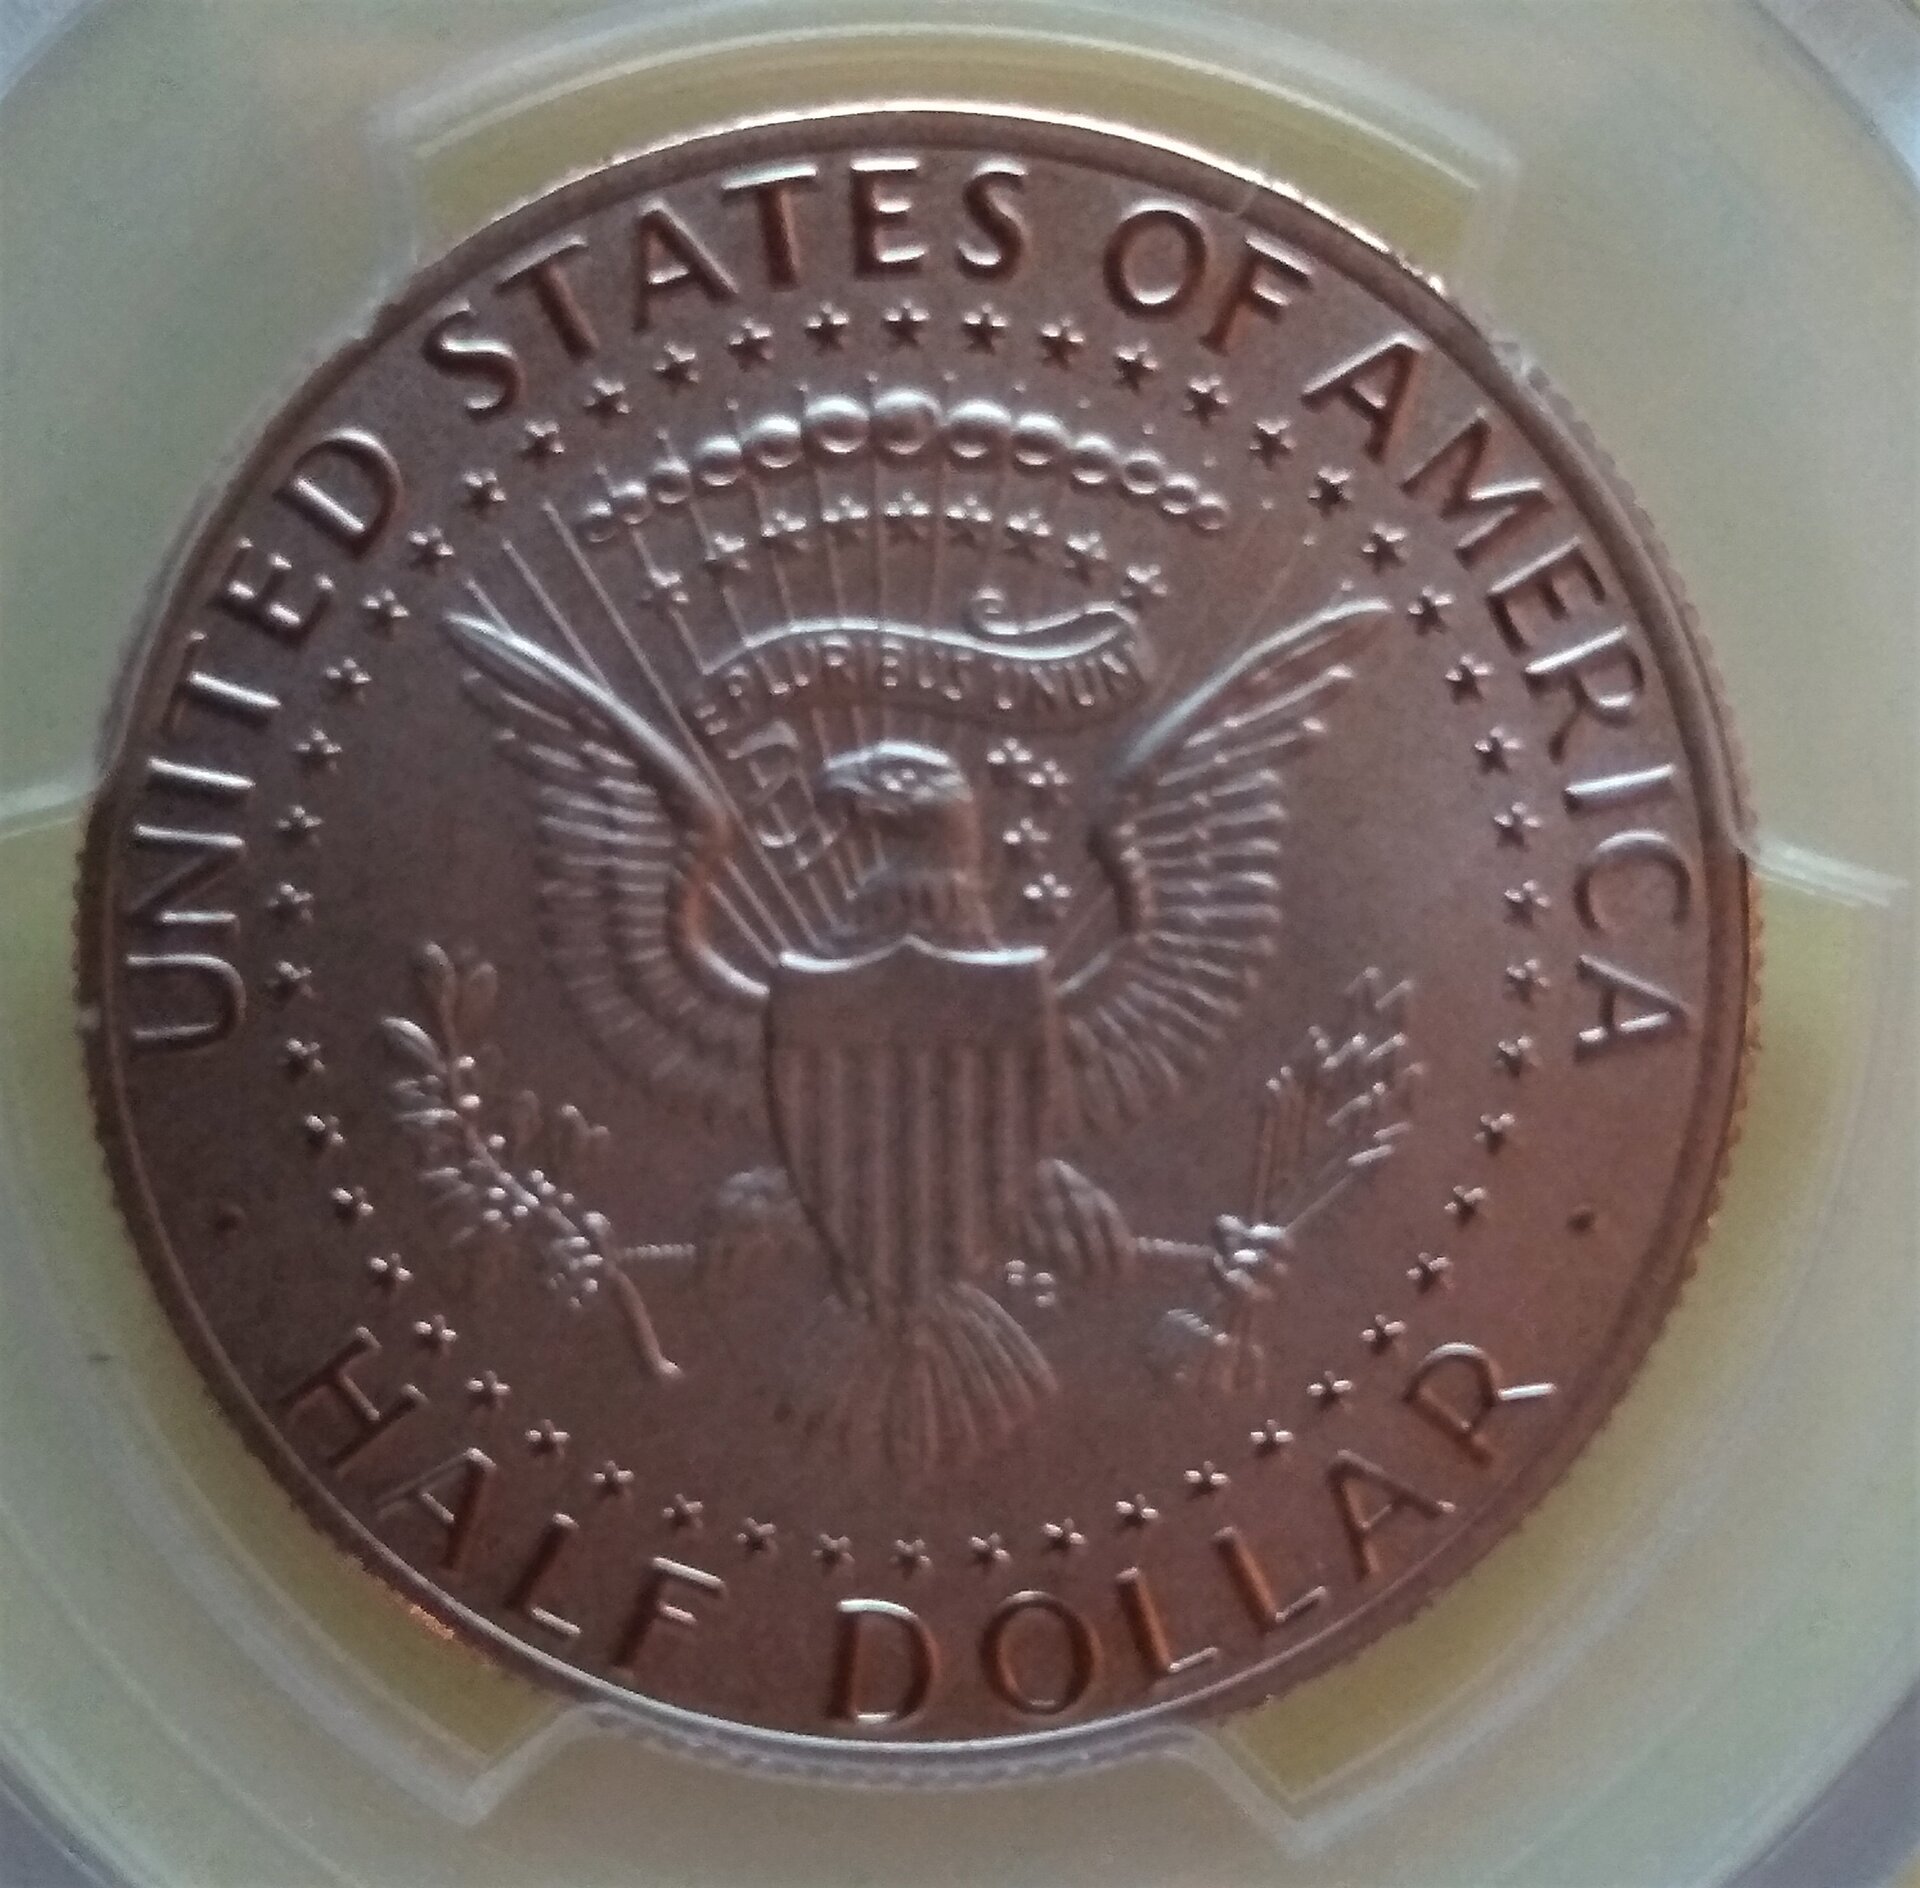 UNITED STATES OF AMERICA
E PLURIBUS UNUM
HALF DOLLAR